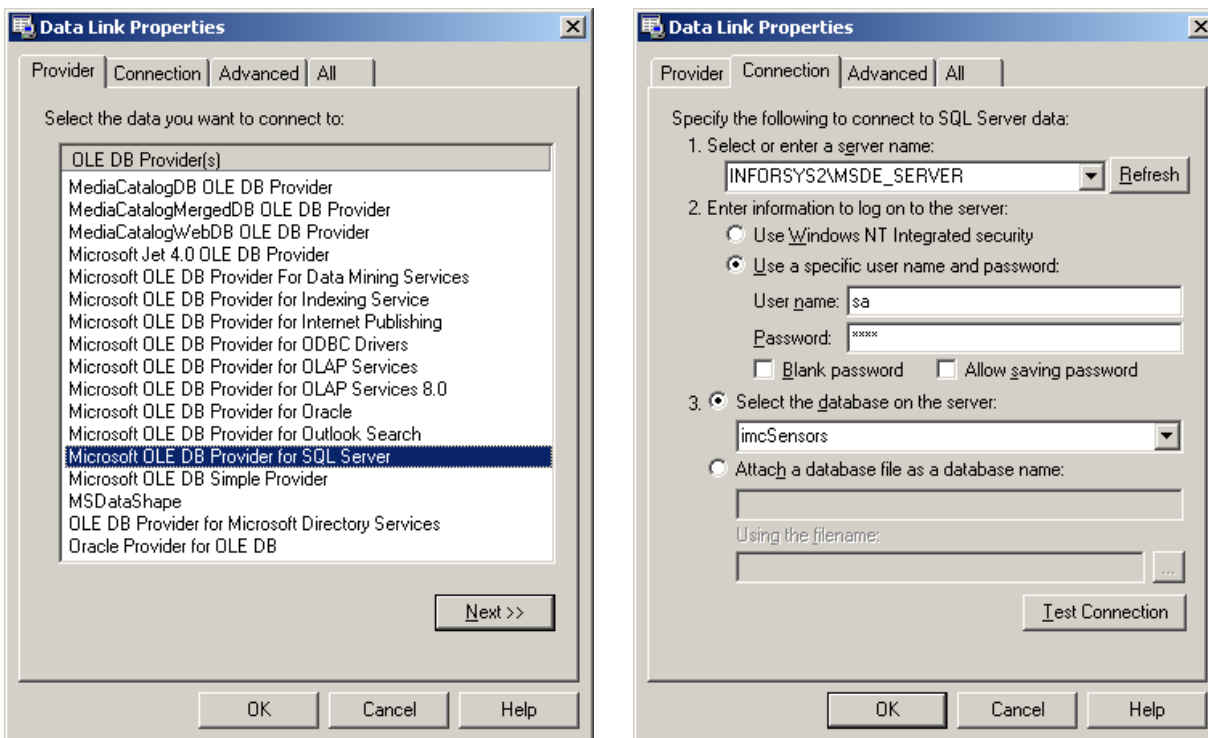 Data Link Properties
Provider Connection Advanced All
Select the data you want to connect to:
OLE DB Provider(s)
MediaCatalogDB OLE DB Provider
MediaCatalogMergedDB OLE DB Provider
MediaCatalogWebDB OLE DB Provider
Microsoft Jet 4.0 OLE DB Provider
Microsoft OLE DB Provider For Data Mining Services
Microsoft OLE DB Provider for Indexing Service
Microsoft OLE DB Provider for Internet Publishing
Microsoft OLE DB Provider for ODBC Drivers
Microsoft OLE DB Provider for OLAP Services
Microsoft OLE DB Provider for OLAP Services 8.0
Microsoft OLE DB Provider for Oracle
Microsoft OLE DB Provider for Outlook Search
Microsoft OLE DB Provider for SQL Server
Microsoft OLE DB Simple Provider
MSDataShape
OLE DB Provider for Microsoft Directory Services
Oracle Provider for OLE DB
Next >>
OK Cancel Help
Data Link Properties
Provider Connection Advanced All
Specify the following to connect to SQL Server data:
1. Select or enter a server name:
INFORSYS2\MSDE_SERVER Refresh
2. Enter information to log on to the server:
Use Windows NT Integrated security
Use a specific user name and password:
User name: sa
Password: ****
Blank password Allow saving password
3. Select the database on the server:
imcSensors
Attach a database file as a database name:
Using the filename:
...
Test Connection
OK Cancel Help